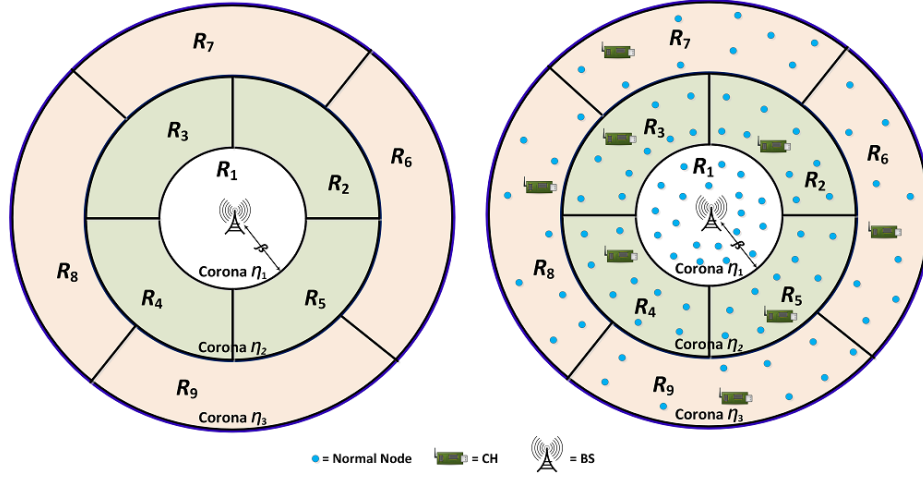 R7
R3
R6
R1
R2
β
R8
Corona η1
R4
R5
Corona η2
R9
Corona η3
R7
R3
R6
R1
R2
β
R8
Corona η1
R4
R5
Corona η2
R9
Corona η3
= Normal Node = CH = BS